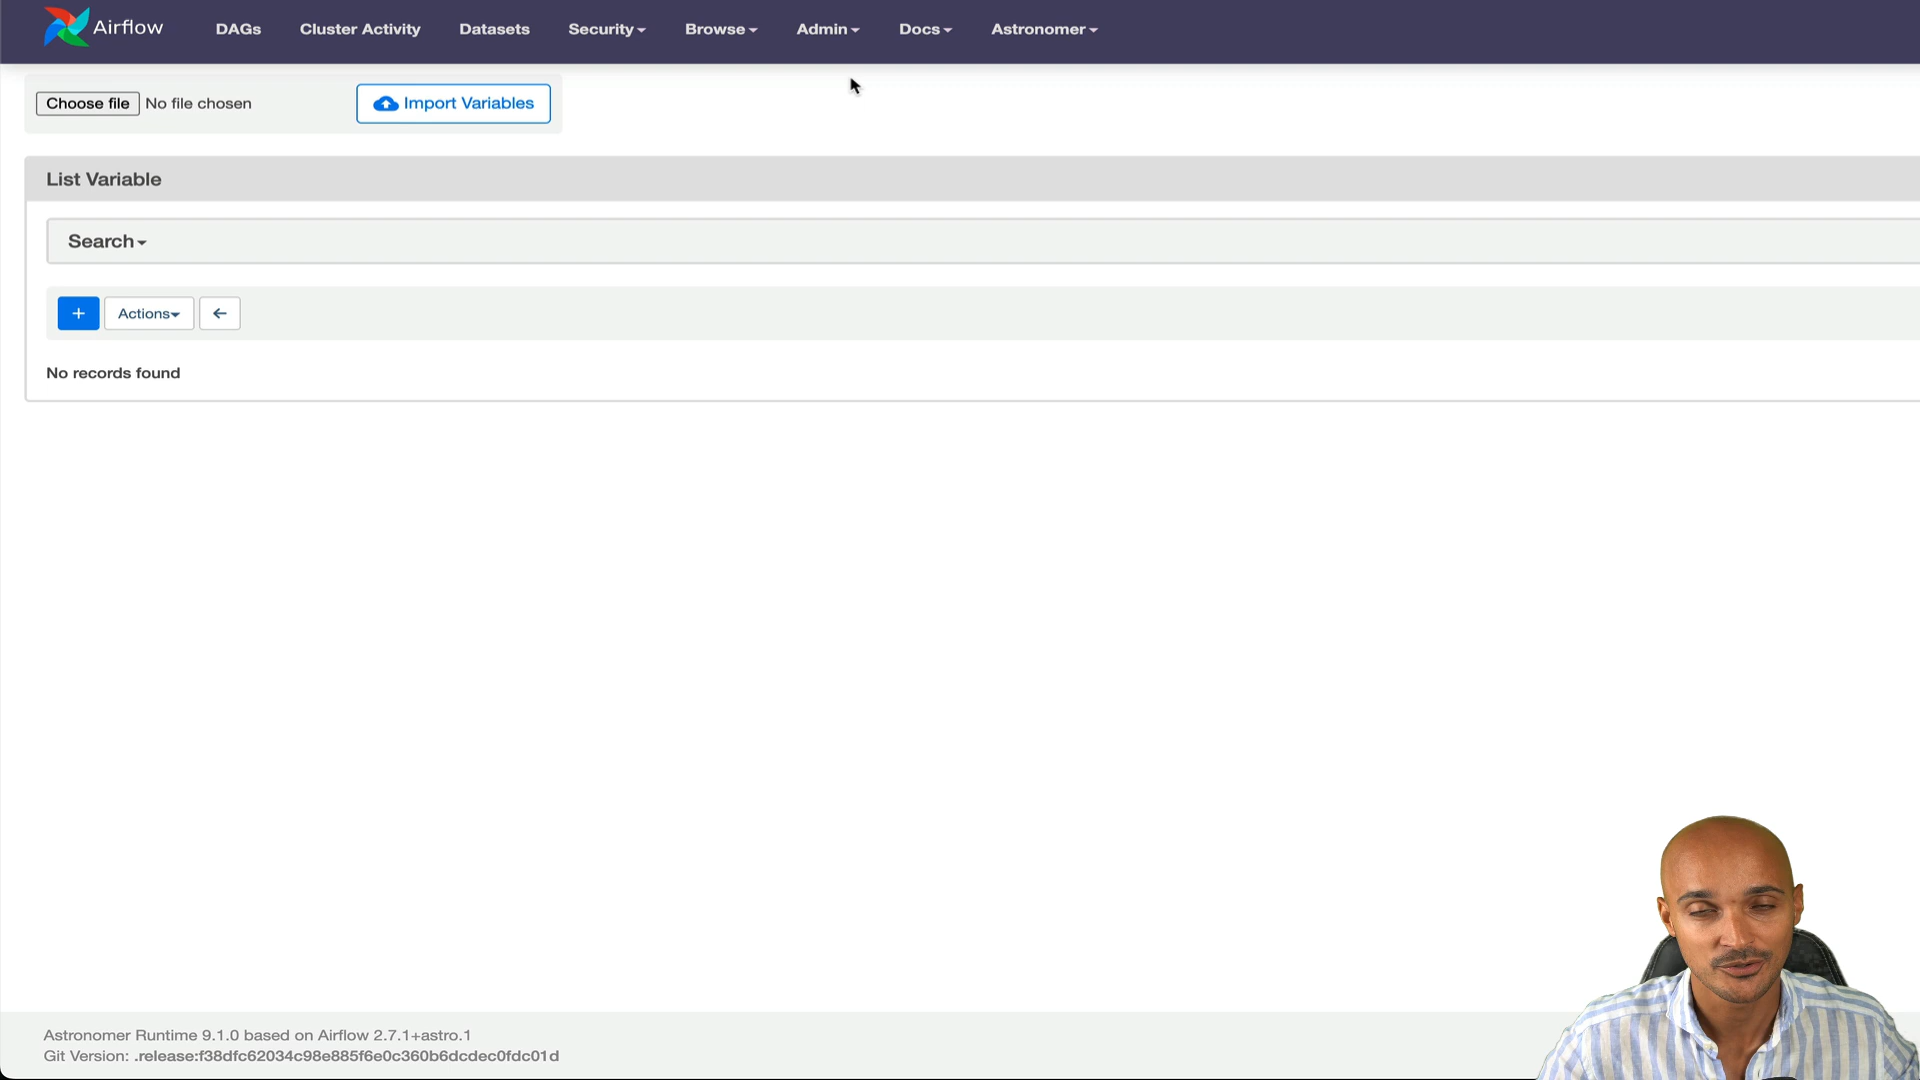 Airflow DAGs Cluster Activity Datasets Security Browse Admin Docs Astronomer
Choose file No file chosen Import Variables
List Variable
Search
+ Actions
No records found
Astronomer Runtime 9.1.0 based on Airflow 2.7.1+astro.1
Git Version: .release:f38dfc62034c98e885f6e0c360b6dcdec0fdc01d